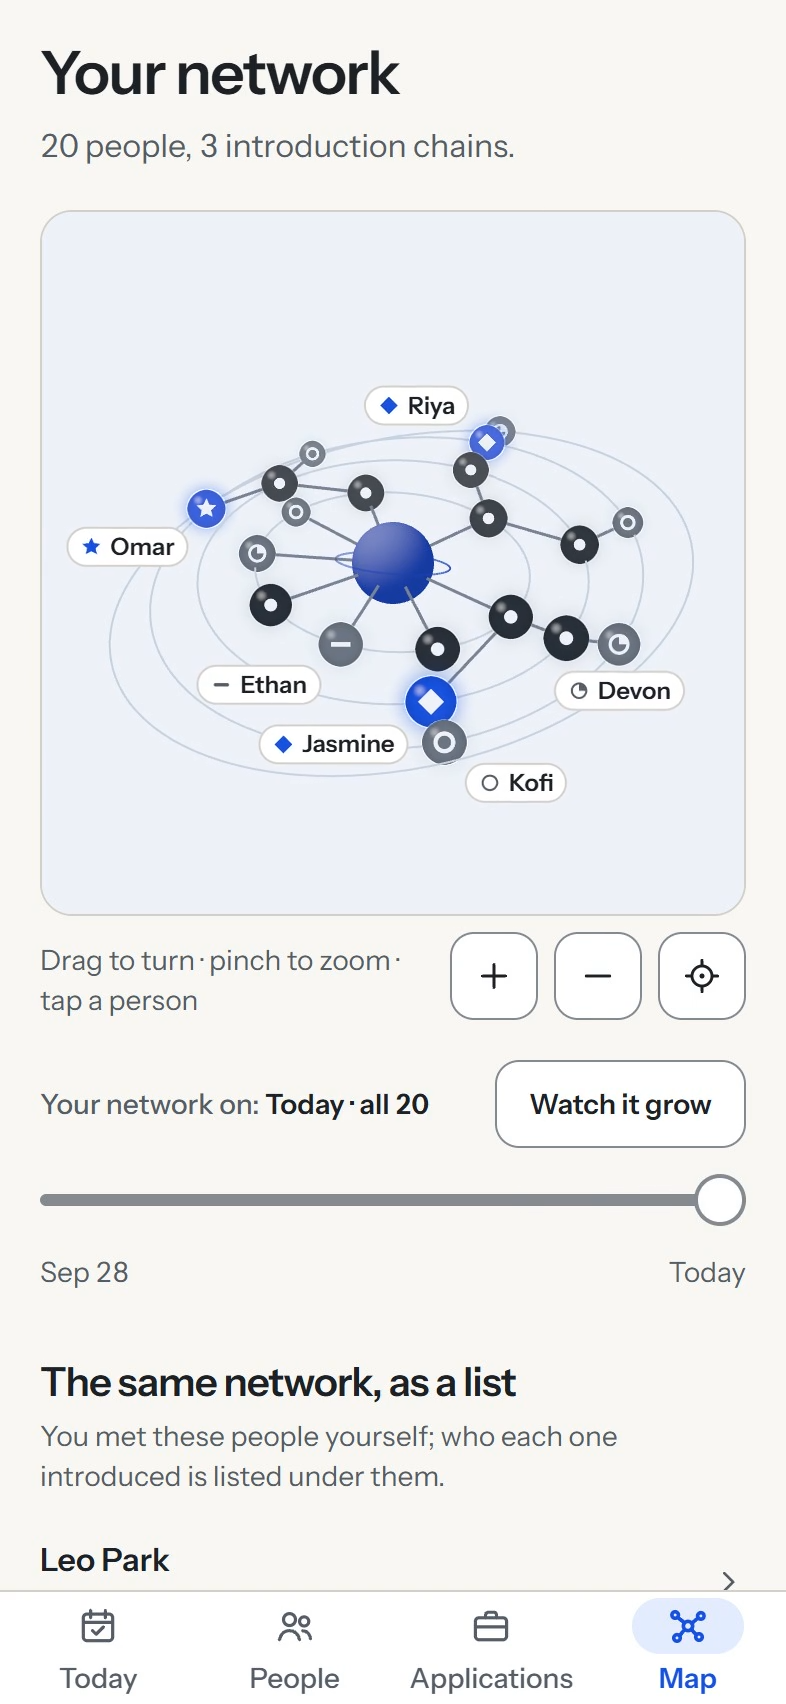 Your network
20 people, 3 introduction chains.
Riya
Omar
Ethan
Devon
Jasmine
Kofi
Drag to turn · pinch to zoom ·
tap a person
Your network on: Today · all 20
Watch it grow
Sep 28
Today
The same network, as a list
You met these people yourself; who each one
introduced is listed under them.
Leo Park
Today
People
Applications
Map